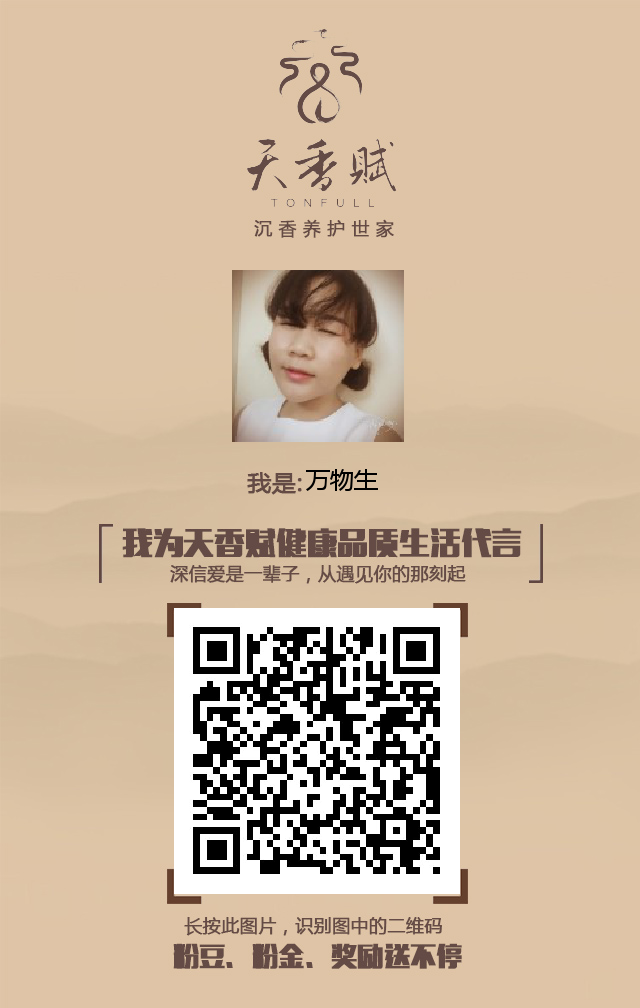 天香赋
TONFULL
沉香养护世家
我是:万物生
我为天香赋健康品质生活代言
深信爱是一辈子，从遇见你的那刻起
长按此图片，识别图中的二维码
粉豆、粉金、奖励送不停